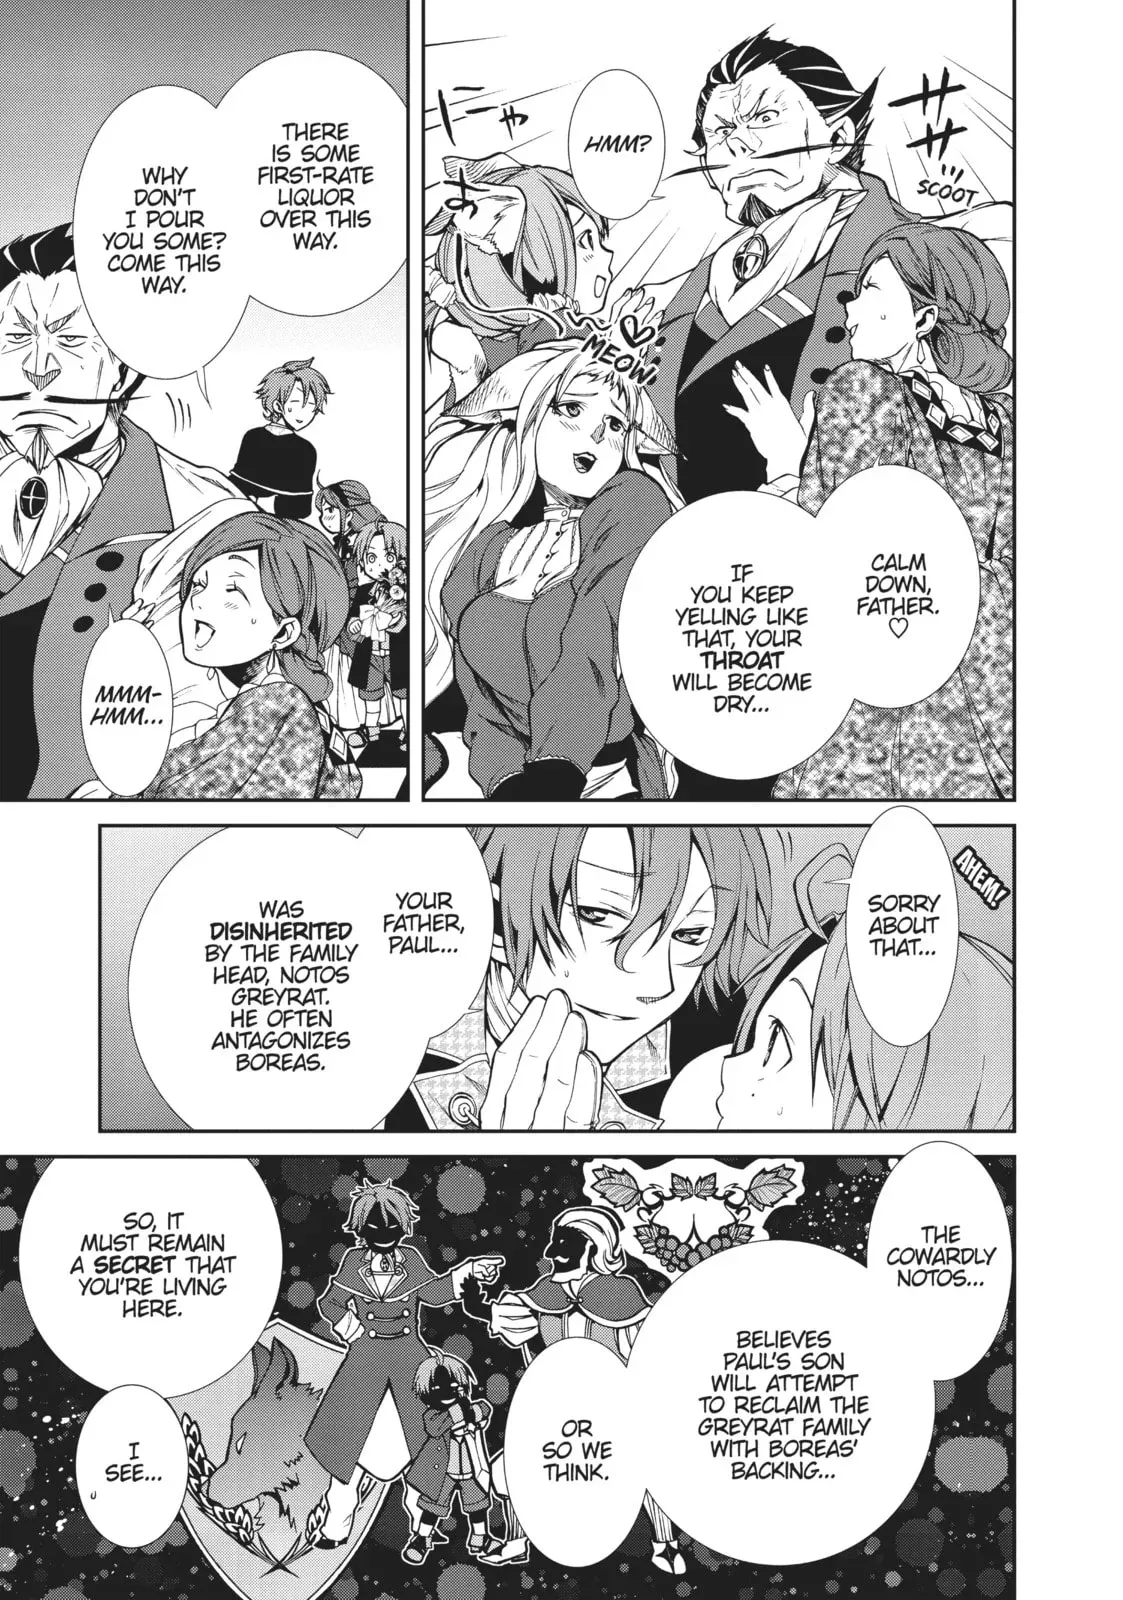 HMM?
SCOOT
にゃあ
MEOW
CALM
DOWN,
FATHER.
♡
IF
YOU KEEP
YELLING LIKE
THAT, YOUR
THROAT
WILL BECOME
DRY...
THERE
IS SOME
FIRST-RATE
LIQUOR
OVER THIS
WAY.
WHY
DON'T
I POUR
YOU SOME?
COME THIS
WAY.
MMM-
HMM...
AHEM!
SORRY
ABOUT
THAT...
YOUR
FATHER,
PAUL...
WAS
DISINHERITED
BY THE FAMILY
HEAD, NOTOS
GREYRAT.
HE OFTEN
ANTAGONIZES
BOREAS.
THE
COWARDLY
NOTOS...
BELIEVES
PAUL'S SON
WILL ATTEMPT
TO RECLAIM THE
GREYRAT FAMILY
WITH BOREAS'
BACKING...
OR
SO WE
THINK.
SO, IT
MUST REMAIN
A SECRET THAT
YOU'RE LIVING
HERE.
I
SEE...